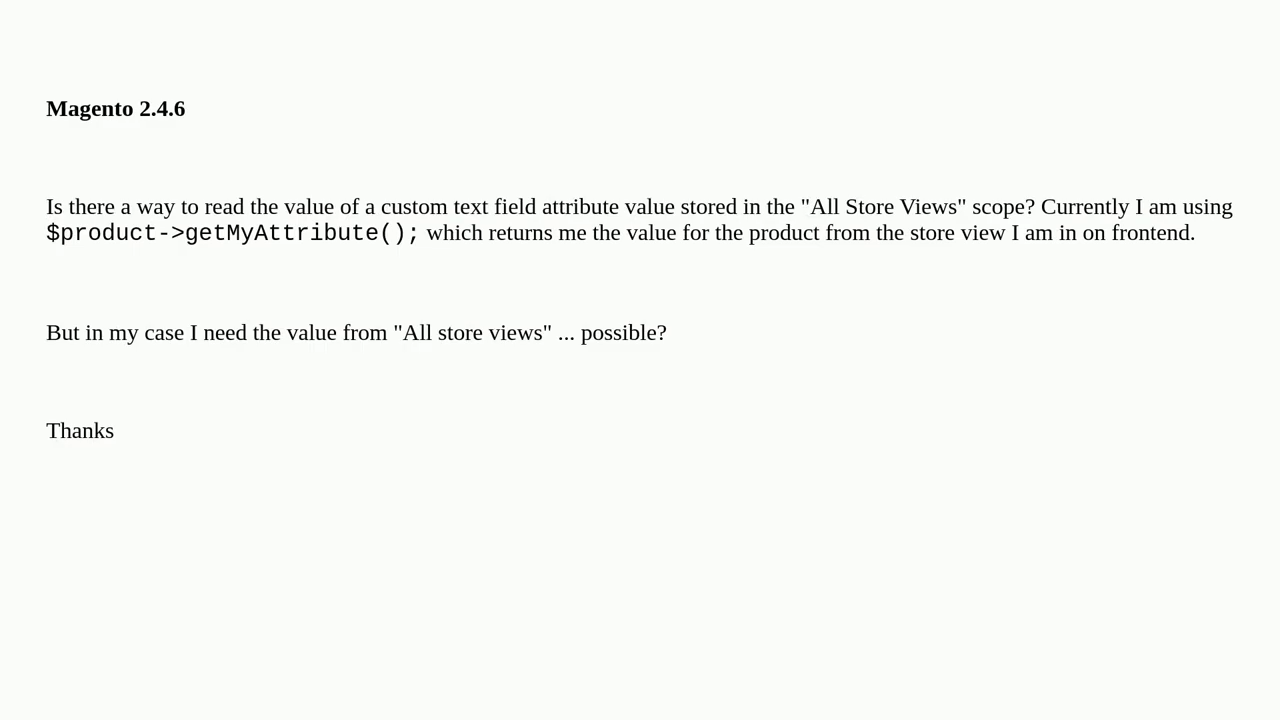 Magento 2.4.6
Is there a way to read the value of a custom text field attribute value stored in the "All Store Views" scope? Currently I am using
$product->getMyAttribute(); which returns me the value for the product from the store view I am in on frontend.
But in my case I need the value from "All store views" ... possible?
Thanks